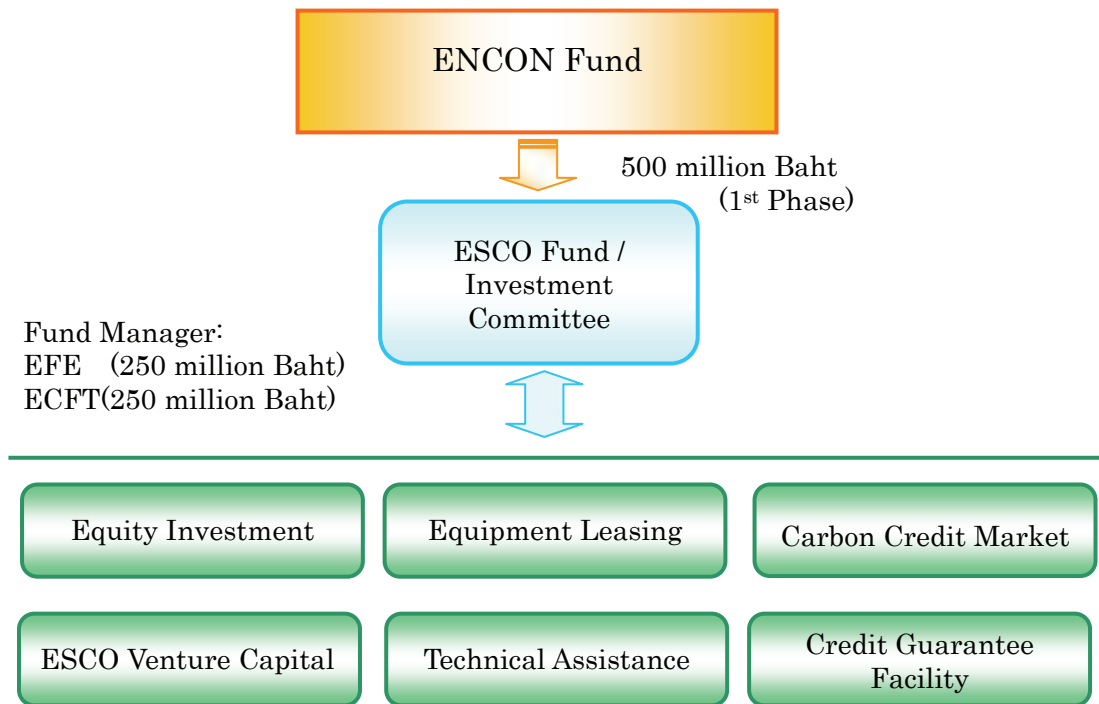 ENCON Fund
500 million Baht
(1st Phase)
ESCO Fund /
Investment
Committee
Fund Manager:
EFE (250 million Baht)
ECFT(250 million Baht)
Equity Investment
Equipment Leasing
Carbon Credit Market
ESCO Venture Capital
Technical Assistance
Credit Guarantee
Facility